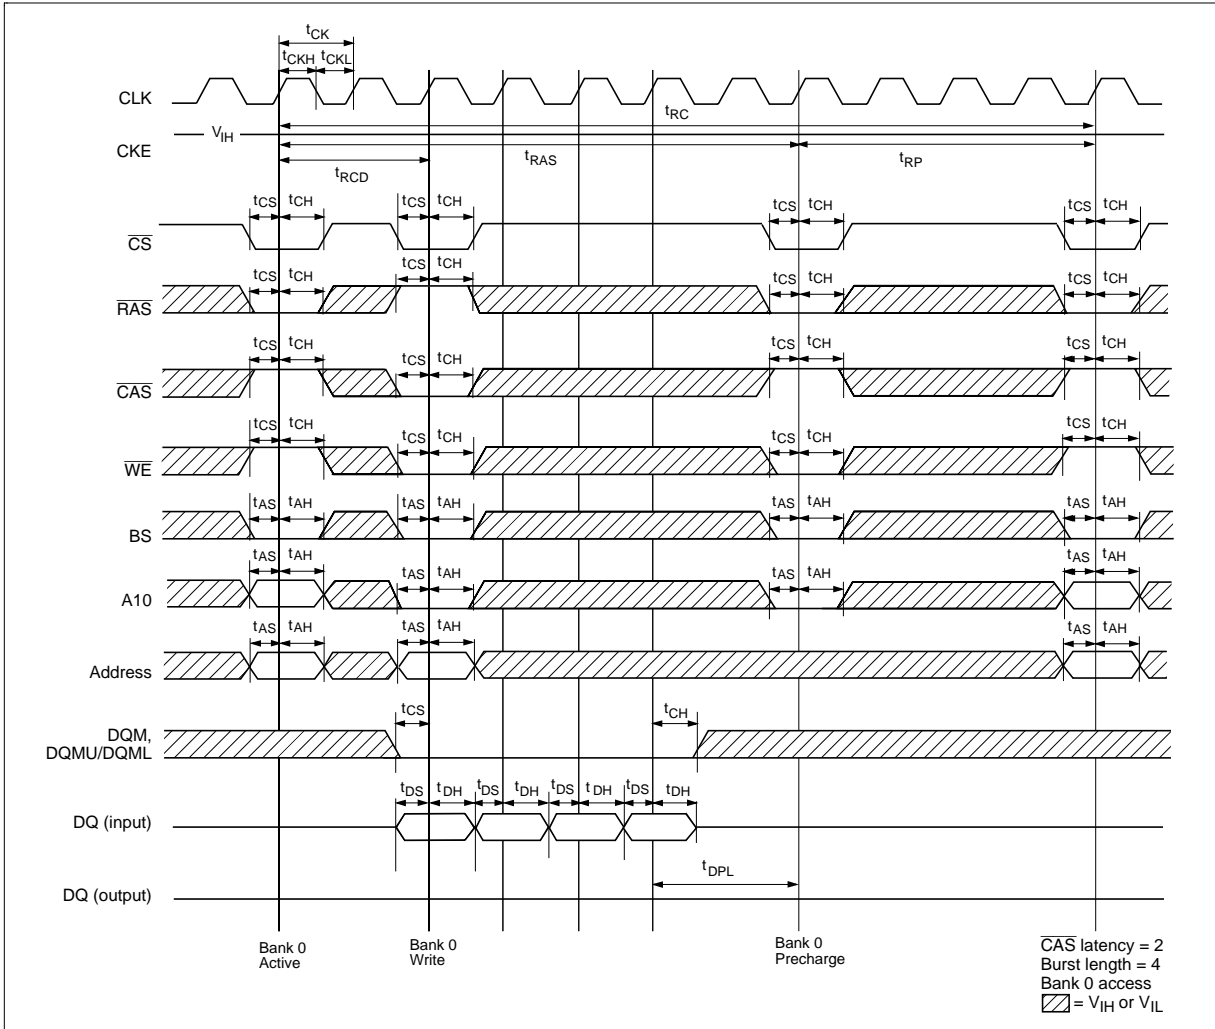 tCK
tCKH tCKL
CLK
tRC
VIH
CKE
tRAS tRP
tRCD
tCS tCH tCS tCH tCS tCH tCS tCH
CS
tCS tCH tCS tCH tCS tCH tCS tCH
RAS
tCS tCH tCS tCH tCS tCH tCS tCH
CAS
tCS tCH tCS tCH tCS tCH tCS tCH
WE
tAS tAH tAS tAH tAS tAH tAS tAH
BS
tAS tAH tAS tAH tAS tAH tAS tAH
A10
tAS tAH tAS tAH tAS tAH
Address
tCS tCH
DQM,
DQMU/DQML
tDS tDH tDS tDH tDS tDH tDS tDH
DQ (input)
tDPL
DQ (output)
Bank 0
Active
Bank 0
Write
Bank 0
Precharge
CAS latency = 2
Burst length = 4
Bank 0 access
= VIH or VIL